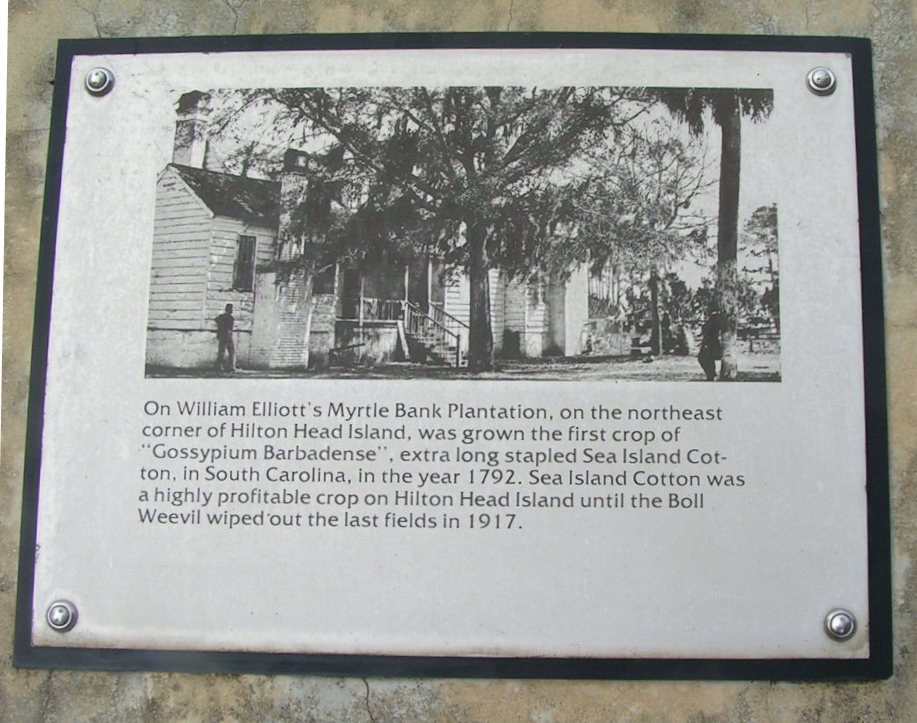 On William Elliott's Myrtle Bank Plantation, on the northeast
corner of Hilton Head Island, was grown the first crop of
"Gossypium Barbadense", extra long stapled Sea Island Cot-
ton, in South Carolina, in the year 1792. Sea Island Cotton was
a highly profitable crop on Hilton Head Island until the Boll
Weevil wiped out the last fields in 1917.